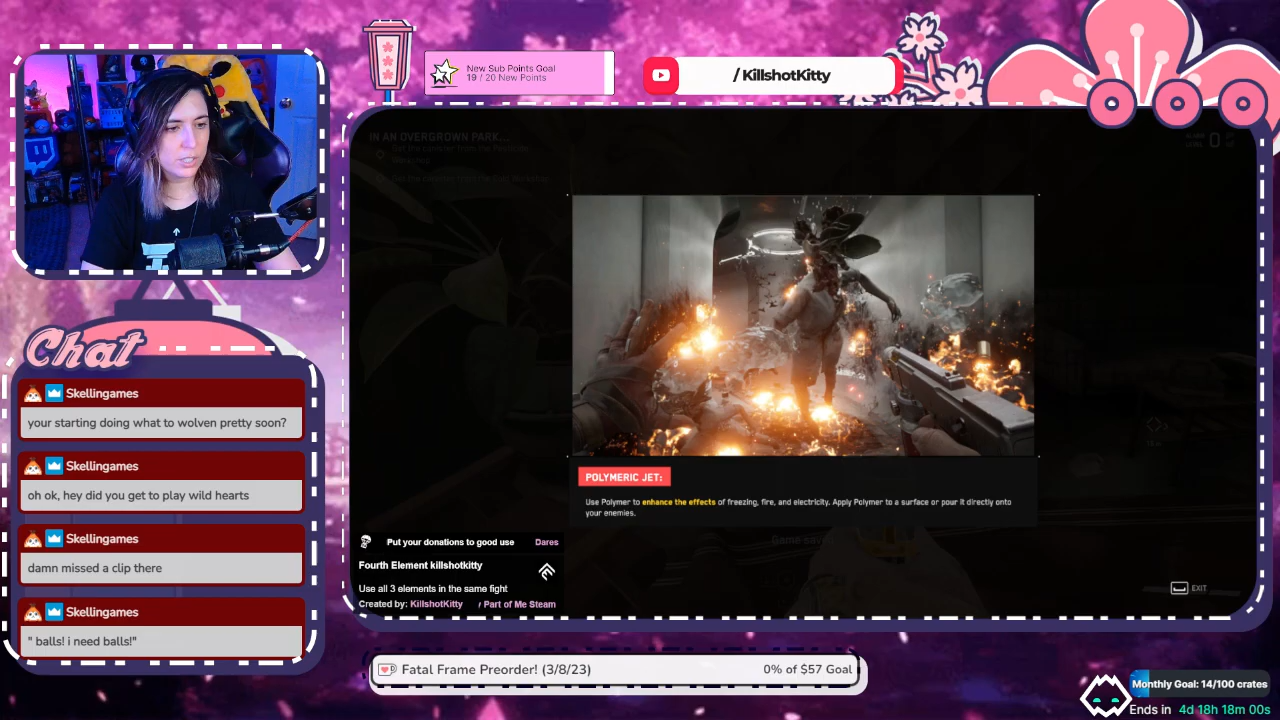 New Sub Points Goal
19 / 20 New Points
/ KillshotKitty
IN AN OVERGROWN PARK...
0
POLYMERIC JET:
Use Polymer to enhance the effects of freezing, fire, and electricity. Apply Polymer to a surface or pour it directly onto
your enemies.
EXIT
Put your donations to good use Dares
Fourth Element killshotkitty
Use all 3 elements in the same fight
Created by: KillshotKitty / Part of Me Steam
Chat
Skellingames
your starting doing what to wolven pretty soon?
Skellingames
oh ok, hey did you get to play wild hearts
Skellingames
damn missed a clip there
Skellingames
" balls! i need balls!"
Fatal Frame Preorder! (3/8/23) 0% of $57 Goal
Monthly Goal: 14/100 crates
Ends in 4d 18h 18m 00s